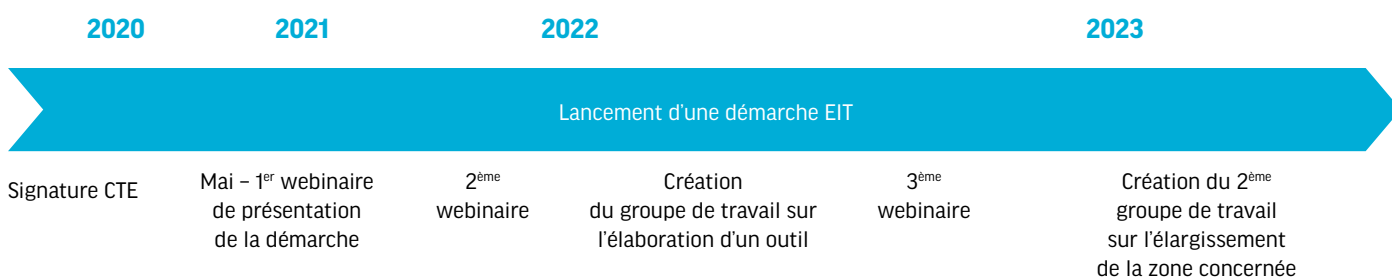 2020
2021
2022
2023
Lancement d'une démarche EIT
Signature CTE
Mai – 1er webinaire
de présentation
de la démarche
2ème
webinaire
Création
du groupe de travail sur
l'élaboration d'un outil
3ème
webinaire
Création du 2ème
groupe de travail
sur l'élargissement
de la zone concernée